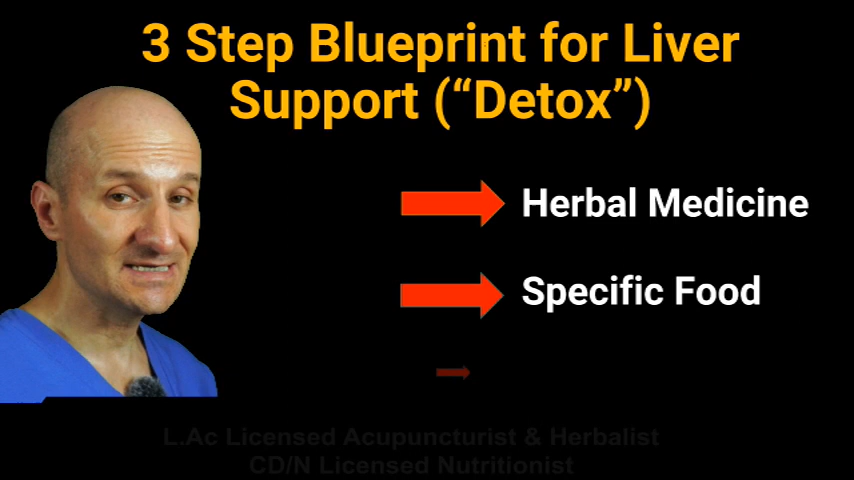 3 Step Blueprint for Liver
Support (“Detox”)
Herbal Medicine
Specific Food
L.Ac Licensed Acupuncturist & Herbalist
CD/N Licensed Nutritionist